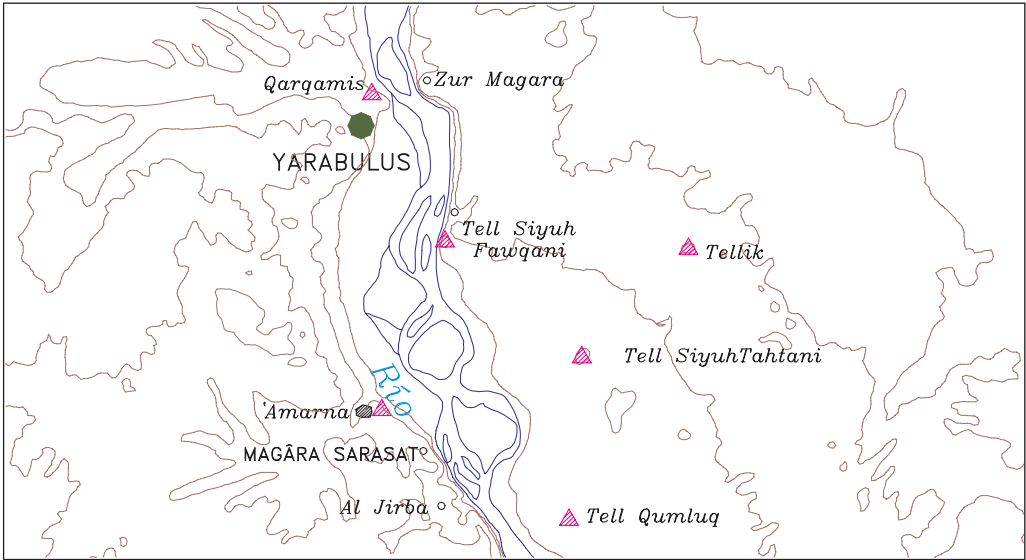 Qarqamis
Zur Magara
YARABULUS
Tell Siyuh
Fawqani
Tellik
Tell SiyuhTahtani
Río
'Amarna
MAGÂRA SARASAT
Al Jirba
Tell Qumluq